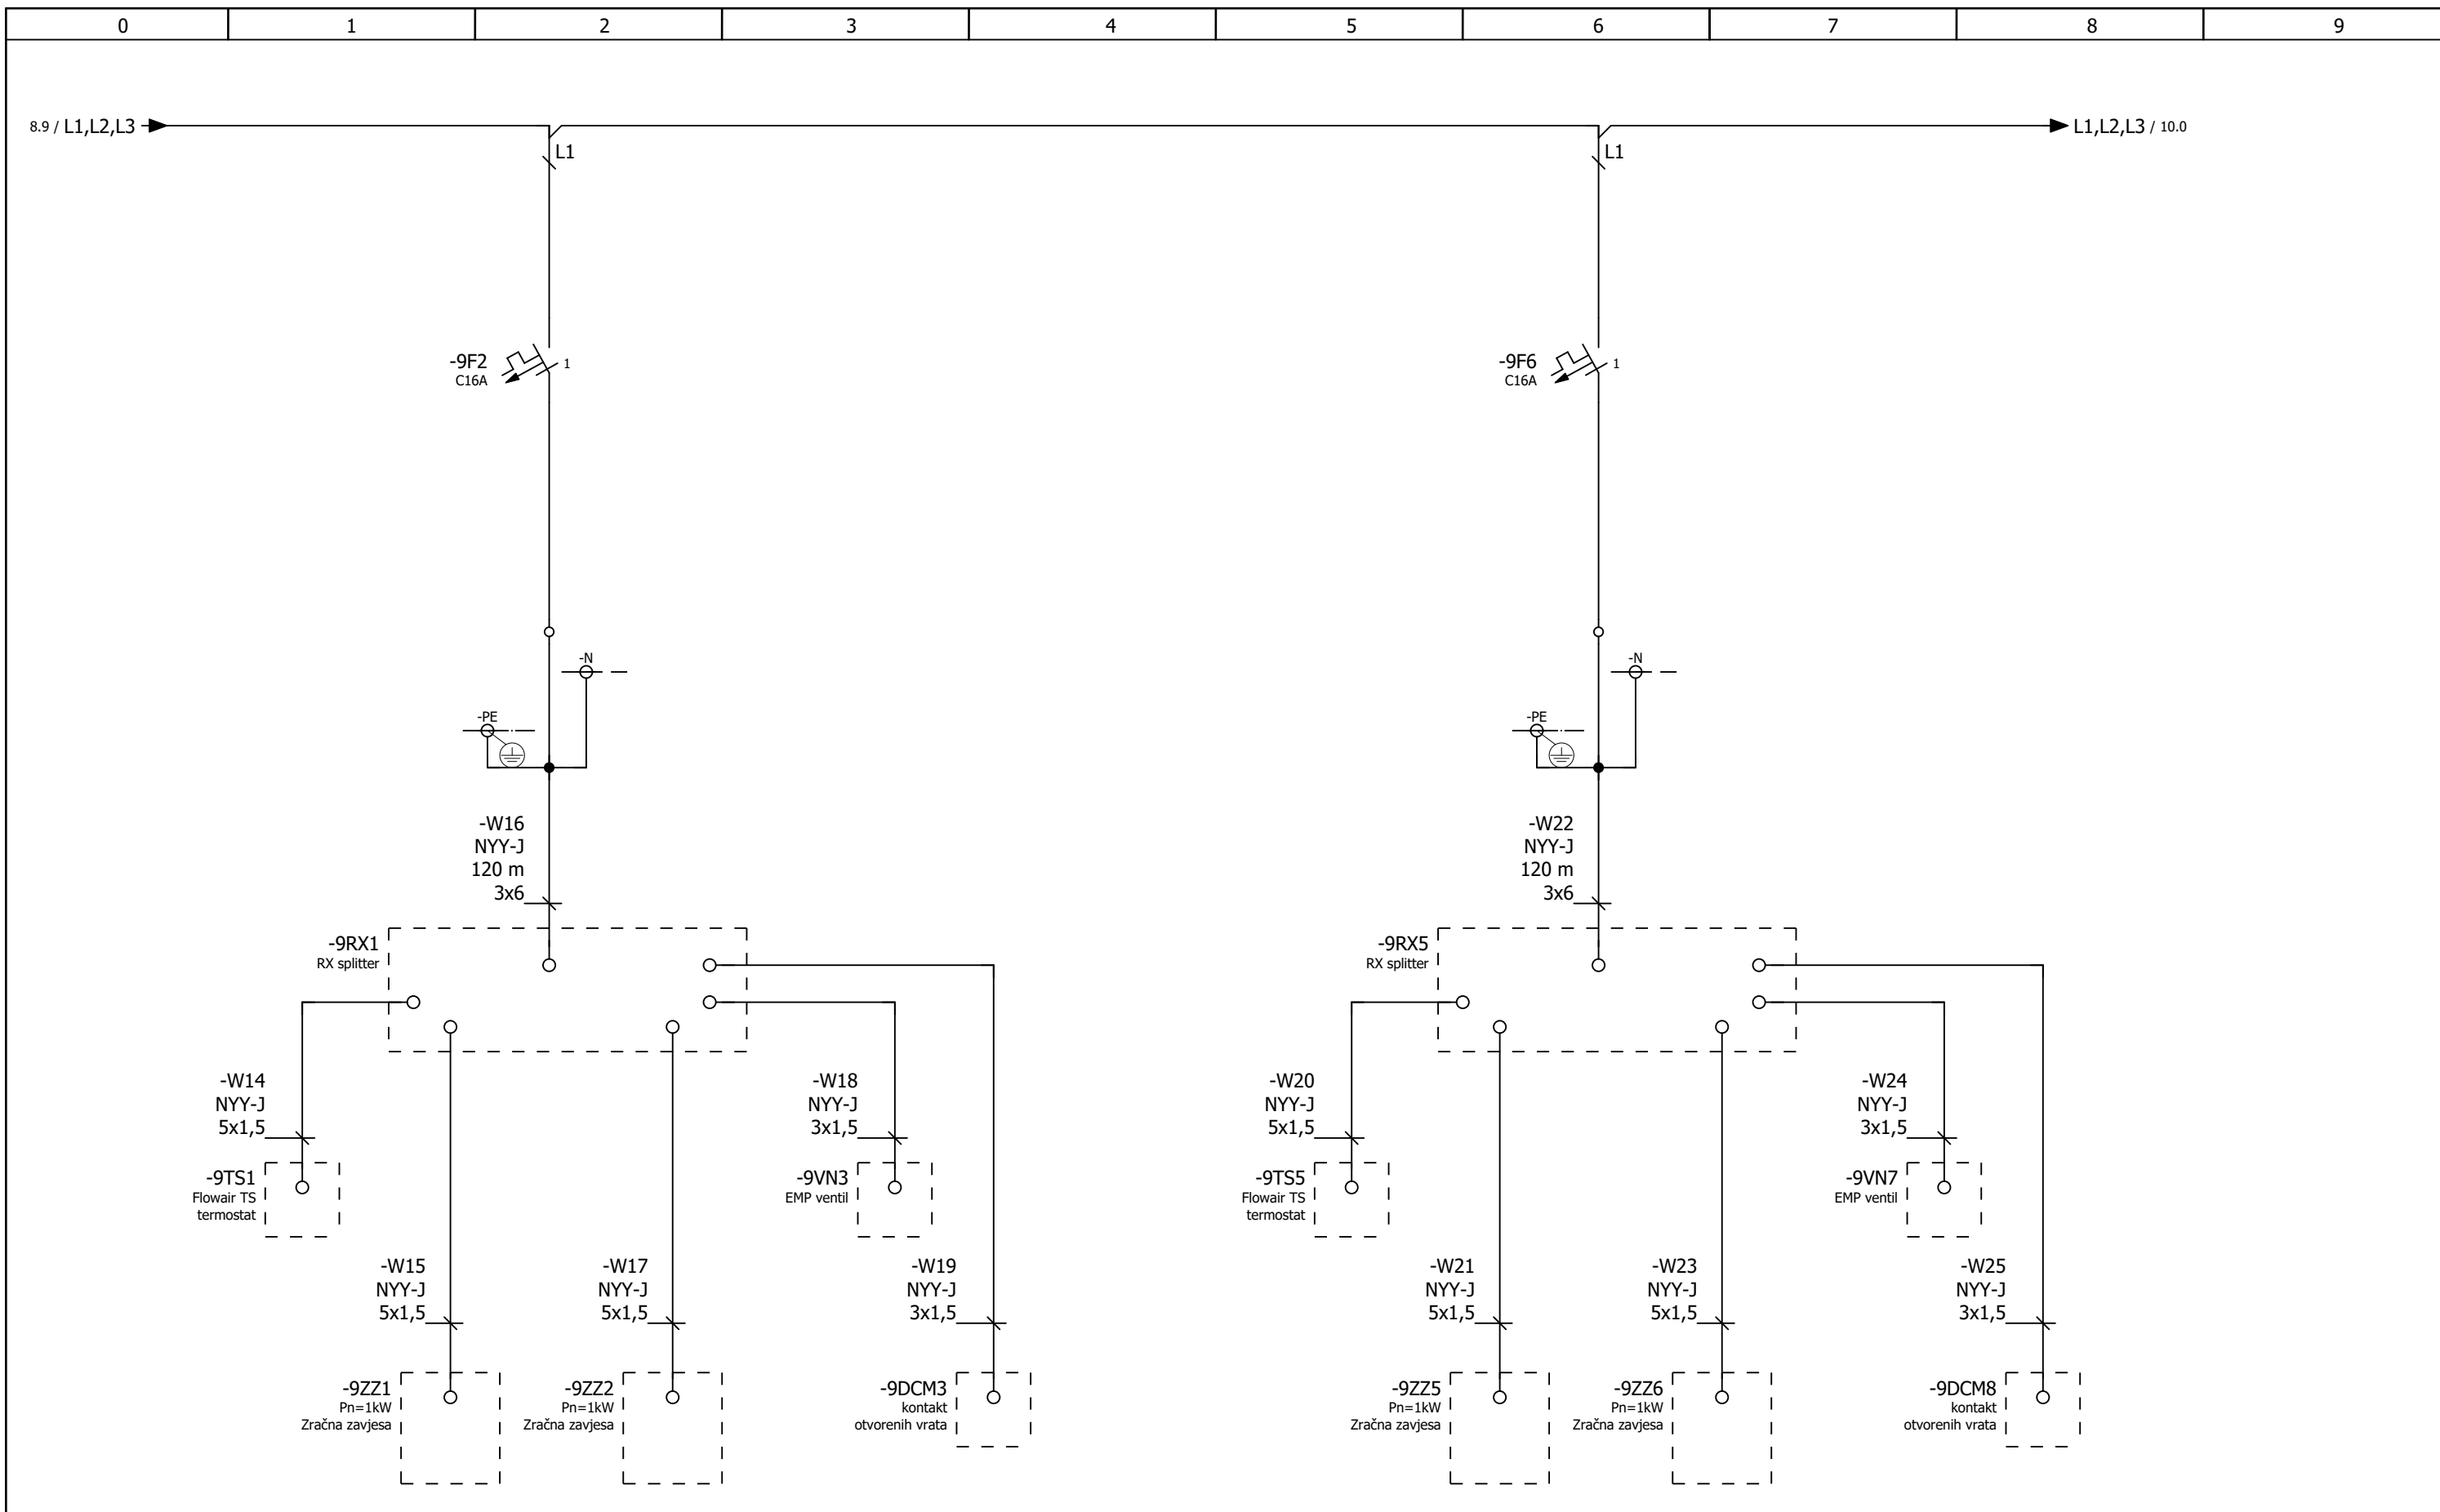 0 1 2 3 4 5 6 7 8 9
8.9 / L1,L2,L3
L1,L2,L3 / 10.0
L1
L1
-9F2
C16A
1
-9F6
C16A
1
-N
-PE
-N
-PE
-W16
NYY-J
120 m
3x6
-W22
NYY-J
120 m
3x6
-9RX1
RX splitter
-9RX5
RX splitter
-W14
NYY-J
5x1,5
-W18
NYY-J
3x1,5
-W20
NYY-J
5x1,5
-W24
NYY-J
3x1,5
-9TS1
Flowair TS
termostat
-9VN3
EMP ventil
-9TS5
Flowair TS
termostat
-9VN7
EMP ventil
-W15
NYY-J
5x1,5
-W17
NYY-J
5x1,5
-W19
NYY-J
3x1,5
-W21
NYY-J
5x1,5
-W23
NYY-J
5x1,5
-W25
NYY-J
3x1,5
-9ZZ1
Pn=1kW
Zračna zavjesa
-9ZZ2
Pn=1kW
Zračna zavjesa
-9DCM3
kontakt
otvorenih vrata
-9ZZ5
Pn=1kW
Zračna zavjesa
-9ZZ6
Pn=1kW
Zračna zavjesa
-9DCM8
kontakt
otvorenih vrata